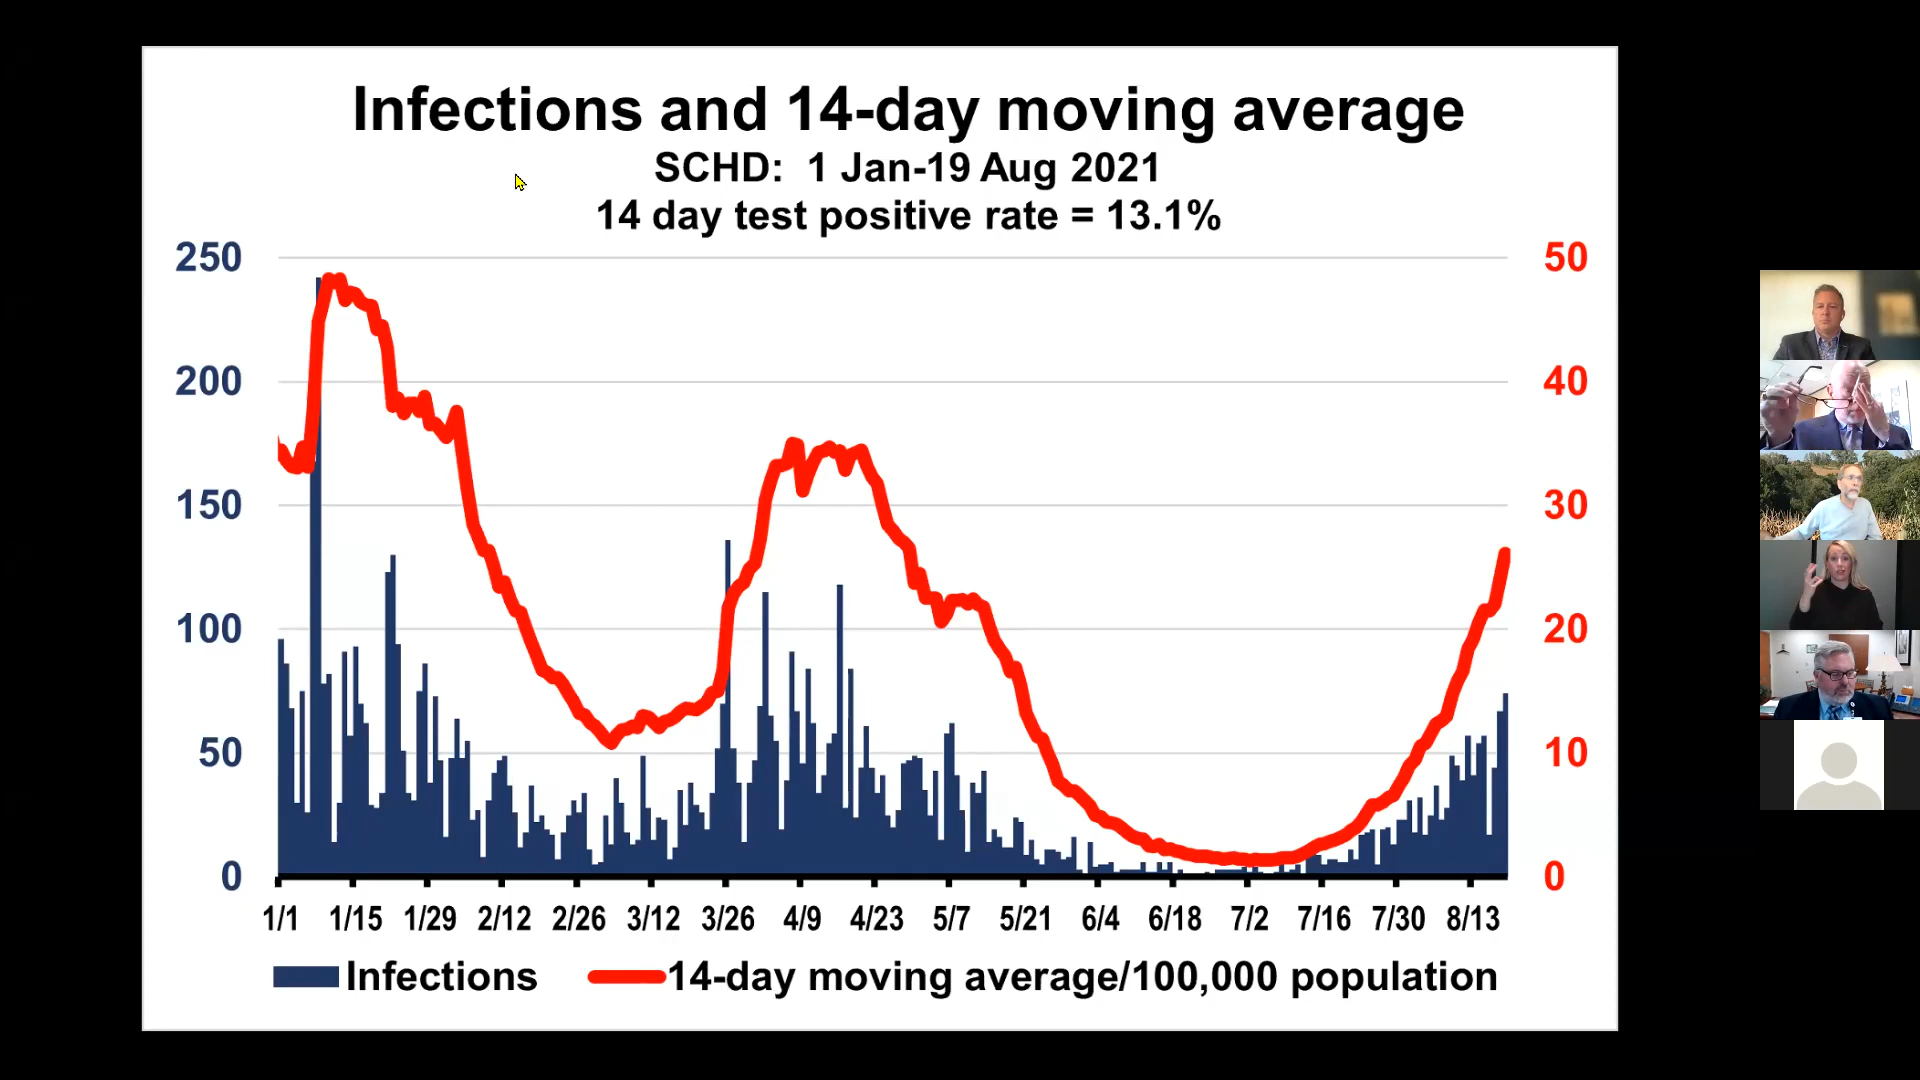 Infections and 14-day moving average
SCHD: 1 Jan-19 Aug 2021
14 day test positive rate = 13.1%
250 50
200 40
150 30
100 20
50 10
0 0
1/1 1/15 1/29 2/12 2/26 3/12 3/26 4/9 4/23 5/7 5/21 6/4 6/18 7/2 7/16 7/30 8/13
Infections 14-day moving average/100,000 population